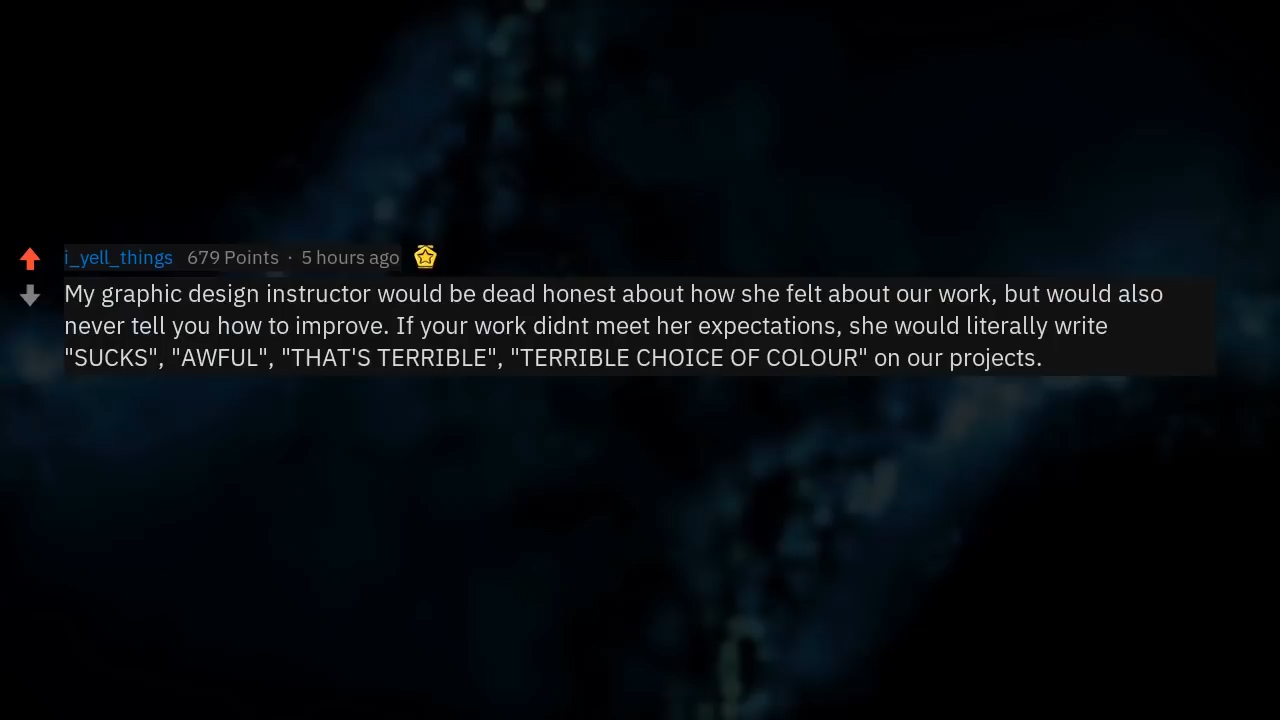 i_yell_things 679 Points · 5 hours ago
My graphic design instructor would be dead honest about how she felt about our work, but would also
never tell you how to improve. If your work didnt meet her expectations, she would literally write
"SUCKS", "AWFUL", "THAT'S TERRIBLE", "TERRIBLE CHOICE OF COLOUR" on our projects.